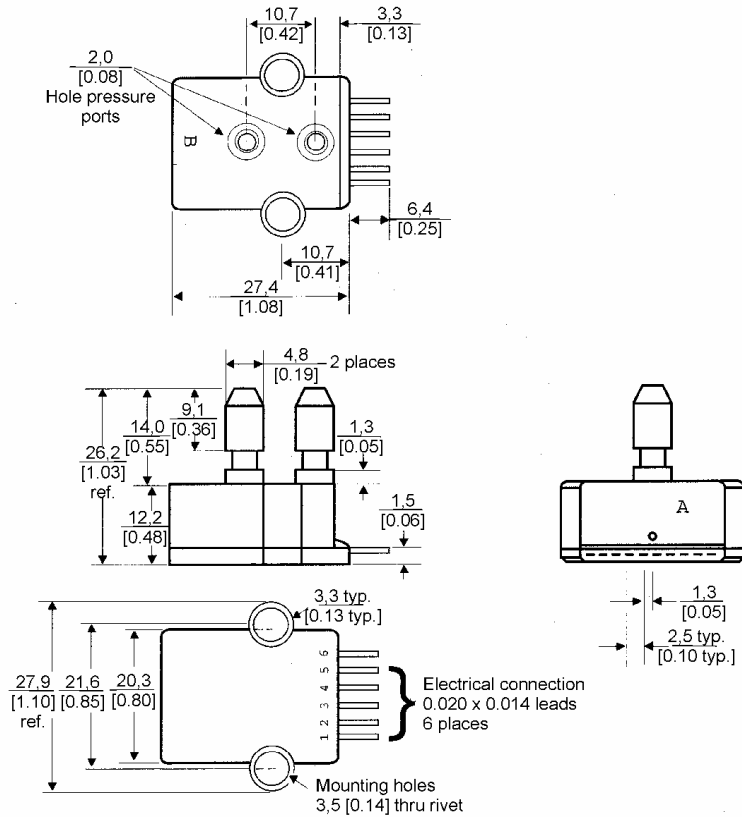 10,7
[0.42]
3,3
[0.13]
2,0
[0.08]
Hole pressure
ports
B
6,4
[0.25]
10,7
[0.41]
27,4
[1.08]
4,8
[0.19]
2 places
9,1
[0.36]
14,0
[0.55]
26,2
[1.03]
ref.
1,3
[0.05]
12,2
[0.48]
1,5
[0.06]
A
1,3
[0.05]
2,5 typ.
[0.10 typ.]
3,3 typ.
[0.13 typ.]
27,9
[1.10]
ref.
21,6
[0.85]
20,3
[0.80]
1 2 3 4 5 6
Electrical connection
0.020 x 0.014 leads
6 places
Mounting holes
3,5 [0.14] thru rivet